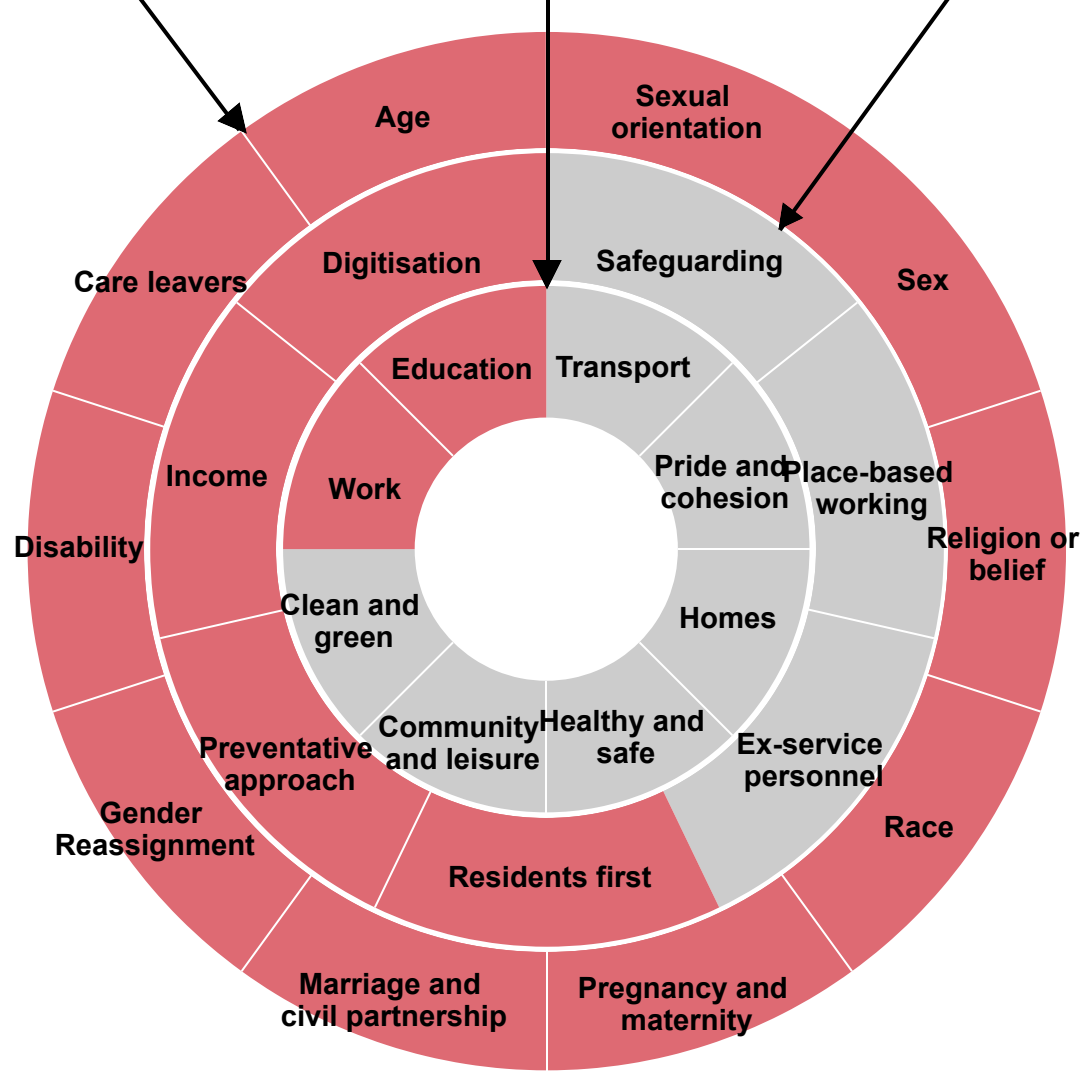 Age
Sexual
orientation
Digitisation
Safeguarding
Care leavers
Sex
Education
Transport
Income
Work
Pride and
cohesion
Place-based
working
Disability
Religion or
belief
Clean and
green
Homes
Community
and leisure
Healthy and
safe
Preventative
approach
Ex-service
personnel
Gender
Reassignment
Race
Residents first
Marriage and
civil partnership
Pregnancy and
maternity